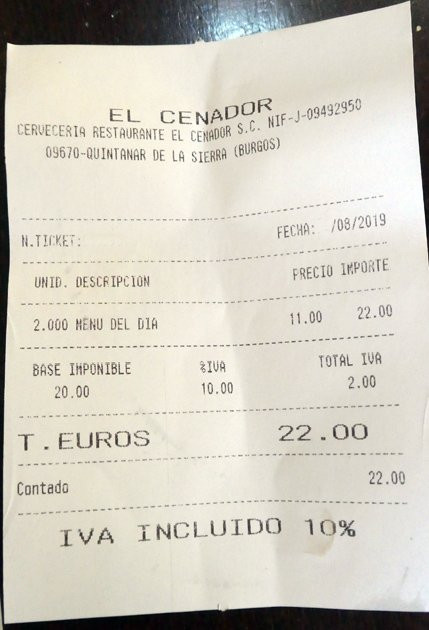 EL CENADOR
CERVECERIA RESTAURANTE EL CENADOR S.C. NIF-J-09492950
09670-QUINTANAR DE LA SIERRA (BURGOS)
N.TICKET: FECHA: /08/2019
UNID. DESCRIPCION PRECIO IMPORTE
2.000 MENU DEL DIA 11.00 22.00
BASE IMPONIBLE %IVA TOTAL IVA
20.00 10.00 2.00
T.EUROS 22.00
Contado 22.00
IVA INCLUIDO 10%